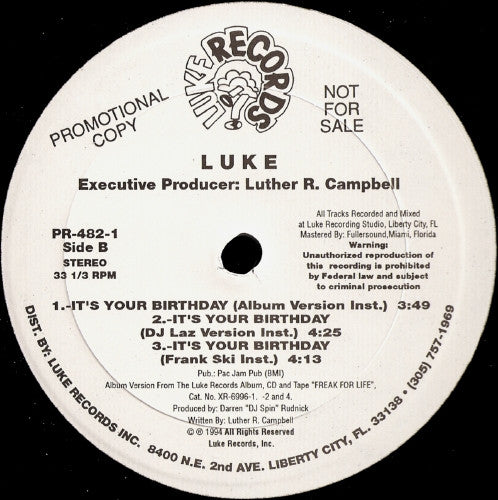 LUKE RECORDS
PROMOTIONAL
COPY
NOT
FOR
SALE
LUKE
Executive Producer: Luther R. Campbell
PR-482-1
Side B
STEREO
33 1/3 RPM
All Tracks Recorded and Mixed
at Luke Recording Studio, Liberty City, FL
Mastered By: Fullersound,Miami, Florida
Warning:
Unauthorized reproduction of
this recording is prohibited
by Federal law and subject
to criminal prosecution
1.-IT'S YOUR BIRTHDAY (Album Version Inst.) 3:49
2.-IT'S YOUR BIRTHDAY
(DJ Laz Version Inst.) 4:25
3.-IT'S YOUR BIRTHDAY
(Frank Ski Inst.) 4:13
Pub.: Pac Jam Pub (BMI)
Album Version From The Luke Records Album, CD and Tape "FREAK FOR LIFE",
Cat. No. XR-6996-1. -2 and 4.
Produced by: Darren "DJ Spin" Rudnick
Written By: Luther R. Campbell
© ℗ 1994 All Rights Reserved
Luke Records, Inc.
DIST. BY: LUKE RECORDS INC. 8400 N.E. 2nd AVE. LIBERTY CITY, FL. 33138 • (305) 757-1969